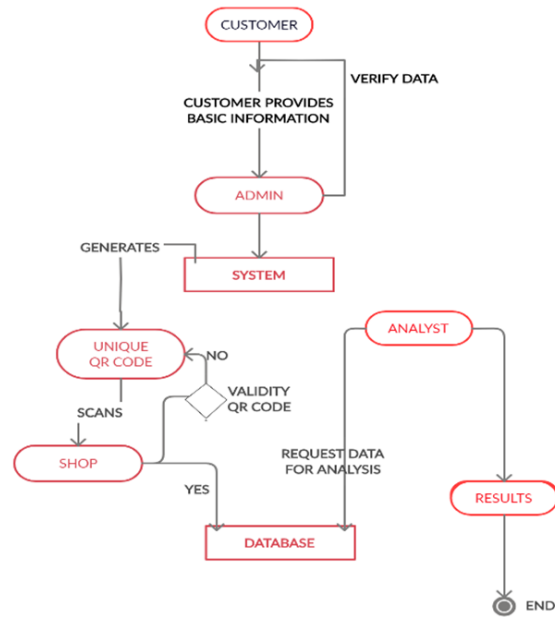 CUSTOMER
VERIFY DATA
CUSTOMER PROVIDES
BASIC INFORMATION
ADMIN
GENERATES
SYSTEM
UNIQUE
QR CODE
NO
VALIDITY
QR CODE
ANALYST
SCANS
SHOP
REQUEST DATA
FOR ANALYSIS
YES
RESULTS
DATABASE
END